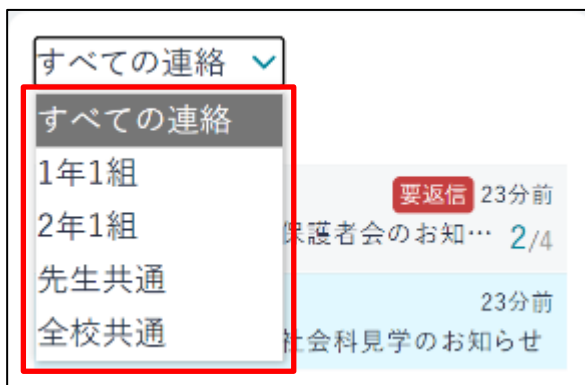 すべての連絡
すべての連絡
1年1組
2年1組
先生共通
全校共通
要返信 23分前
保護者会のお知… 2/4
23分前
社会科見学のお知らせ